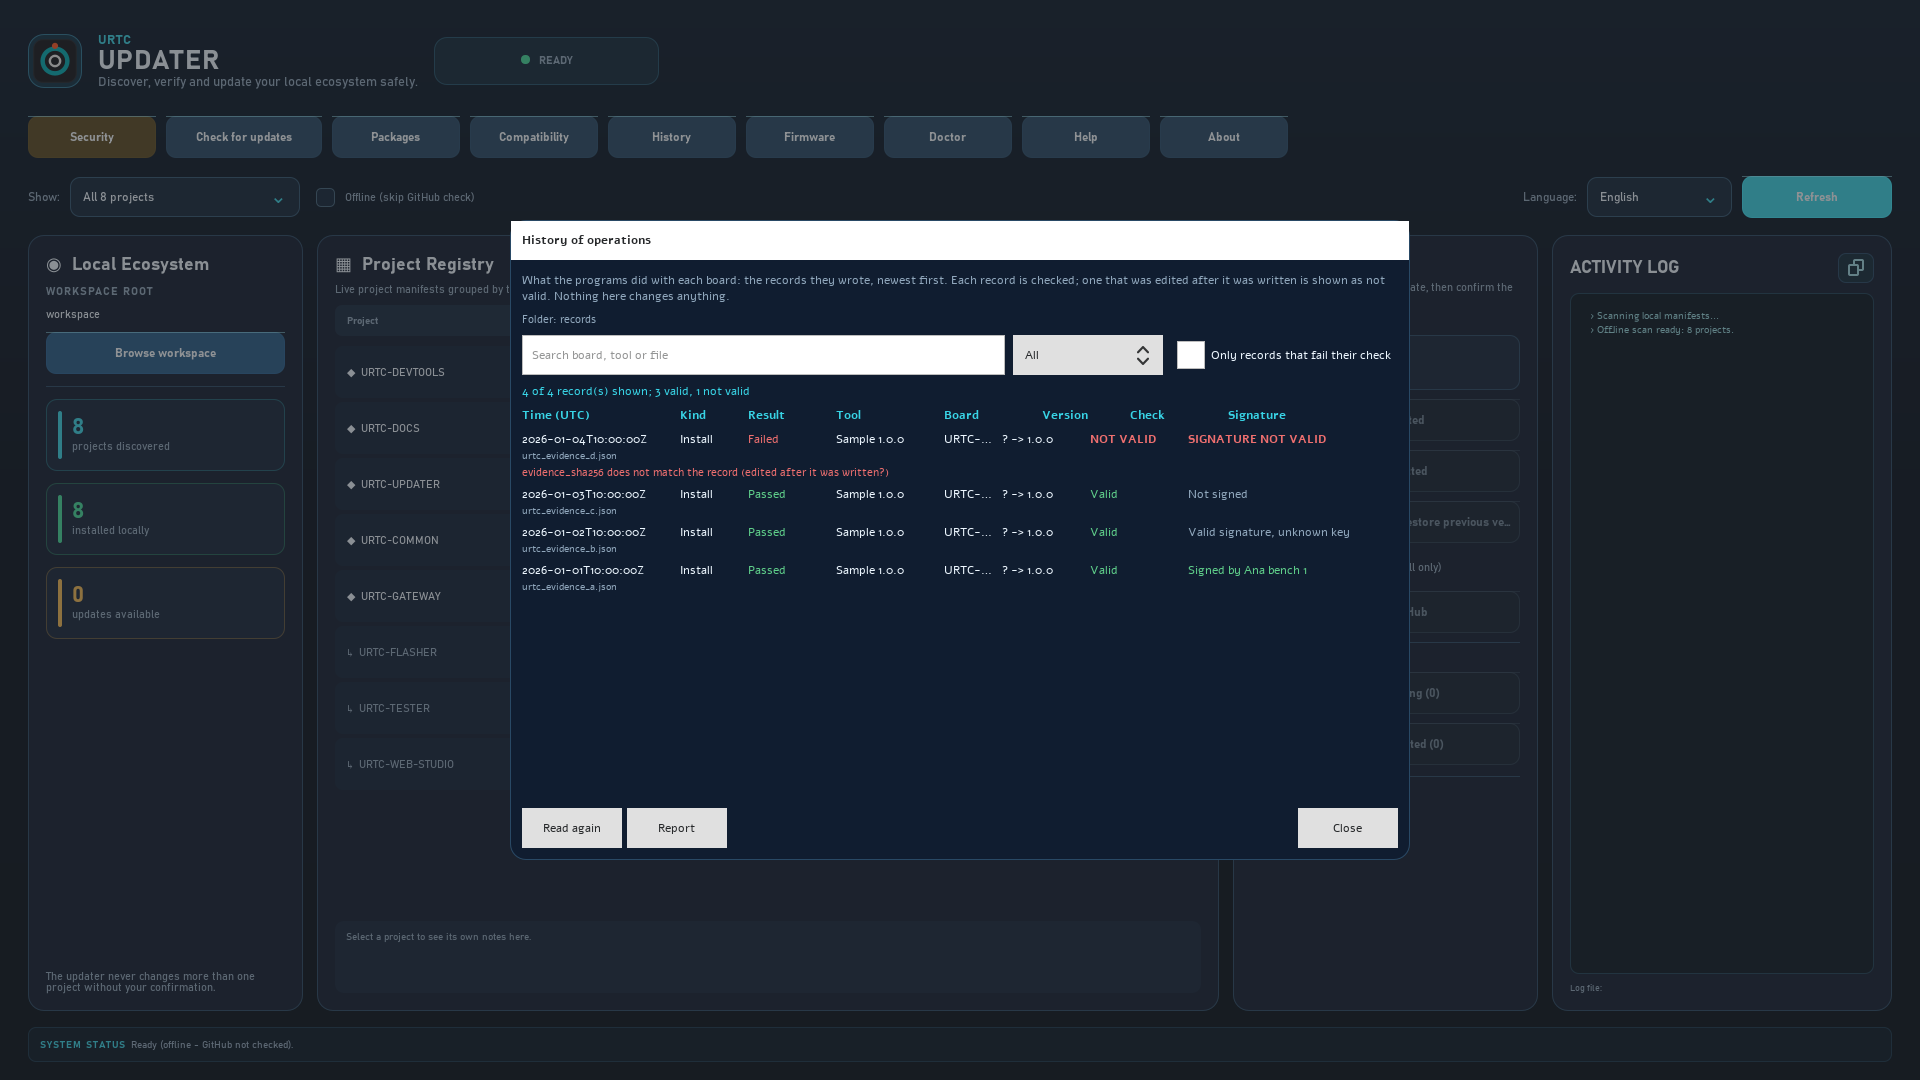 URTC
UPDATER
Discover, verify and update your local ecosystem safely.
READY
Security
Check for updates
Packages
Compatibility
History
Firmware
Doctor
Help
About
Show:
All 8 projects
Offline (skip GitHub check)
Language:
English
Refresh
Local Ecosystem
WORKSPACE ROOT
workspace
Browse workspace
8
projects discovered
8
installed locally
0
updates available
The updater never changes more than one
project without your confirmation.
Project Registry
Live project manifests grouped by t
Project
URTC-DEVTOOLS
URTC-DOCS
URTC-UPDATER
URTC-COMMON
URTC-GATEWAY
↳ URTC-FLASHER
↳ URTC-TESTER
↳ URTC-WEB-STUDIO
Select a project to see its own notes here.
History of operations
What the programs did with each board: the records they wrote, newest first. Each record is checked; one that was edited after it was written is shown as not
valid. Nothing here changes anything.
Folder: records
Search board, tool or file
All
Only records that fail their check
4 of 4 record(s) shown; 3 valid, 1 not valid
Time (UTC) Kind Result Tool Board Version Check Signature
2026-01-04T10:00:00Z Install Failed Sample 1.0.0 URTC-... ? -> 1.0.0 NOT VALID SIGNATURE NOT VALID
urtc_evidence_d.json
evidence_sha256 does not match the record (edited after it was written?)
2026-01-03T10:00:00Z Install Passed Sample 1.0.0 URTC-... ? -> 1.0.0 Valid Not signed
urtc_evidence_c.json
2026-01-02T10:00:00Z Install Passed Sample 1.0.0 URTC-... ? -> 1.0.0 Valid Valid signature, unknown key
urtc_evidence_b.json
2026-01-01T10:00:00Z Install Passed Sample 1.0.0 URTC-... ? -> 1.0.0 Valid Signed by Ana bench 1
urtc_evidence_a.json
Read again
Report
Close
ate, then confirm the
ted
ted
estore previous ve...
ll only)
Hub
ng (0)
ted (0)
ACTIVITY LOG
› Scanning local manifests...
› Offline scan ready: 8 projects.
Log file:
SYSTEM STATUS Ready (offline - GitHub not checked).